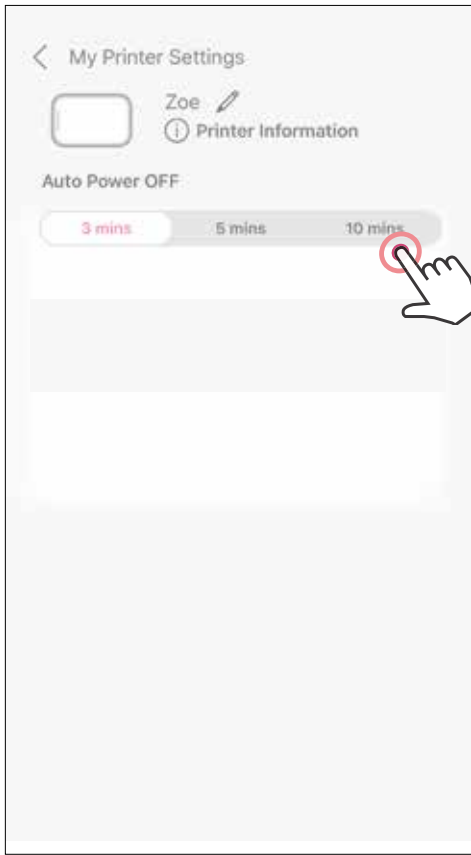 My Printer Settings
Zoe
Printer Information
Auto Power OFF
3 mins 5 mins 10 mins